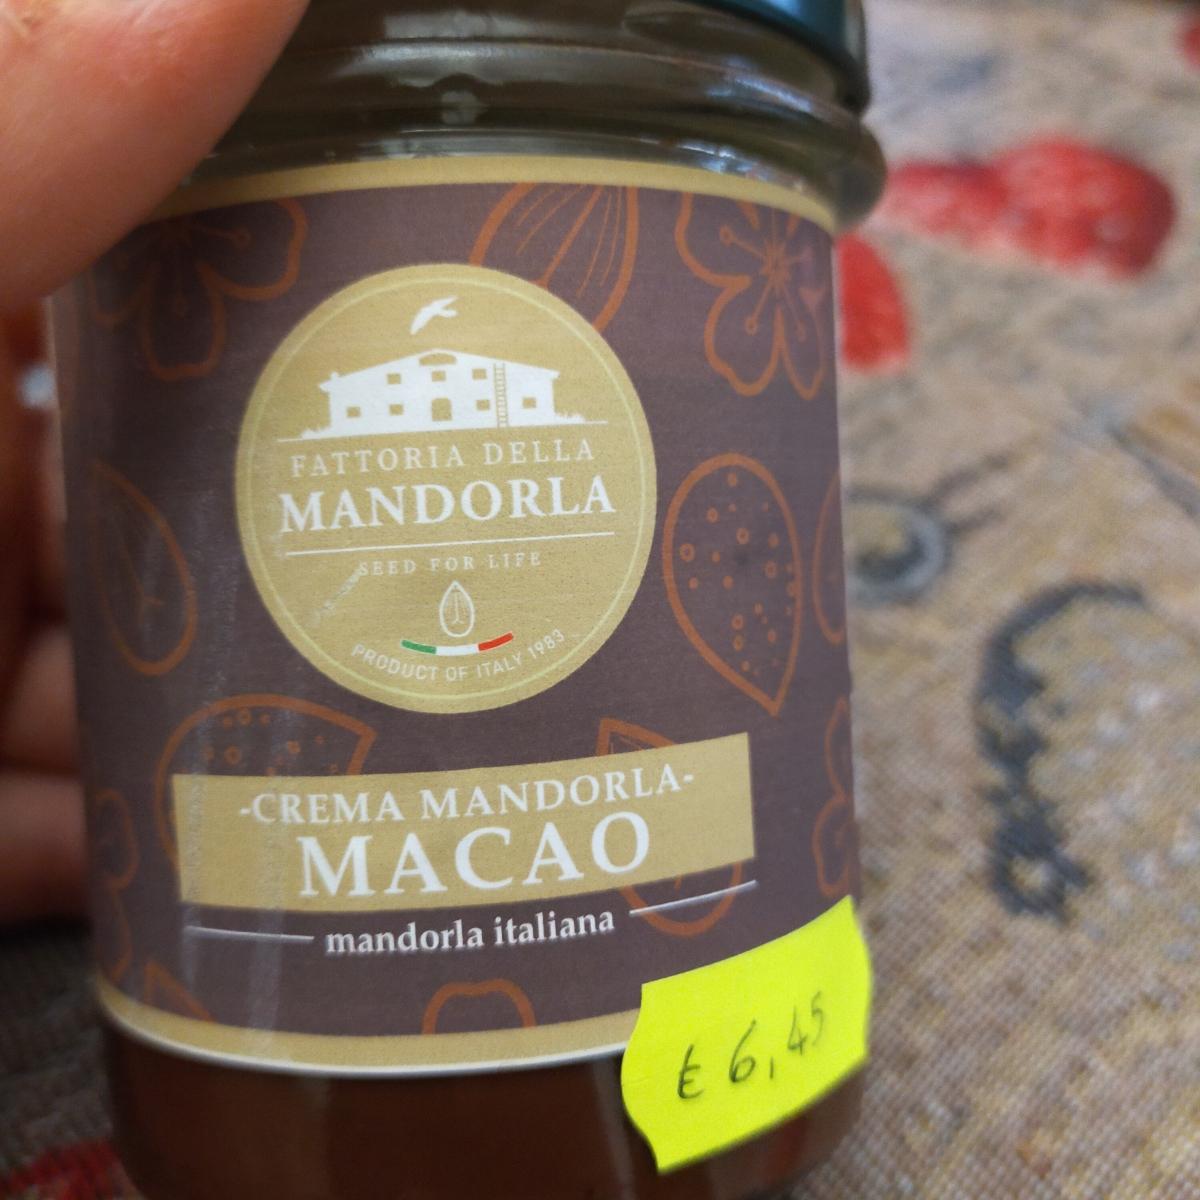 FATTORIA DELLA
MANDORLA
SEED FOR LIFE
PRODUCT OF ITALY 1983
-CREMA MANDORLA-
MACAO
mandorla italiana
€ 6,45